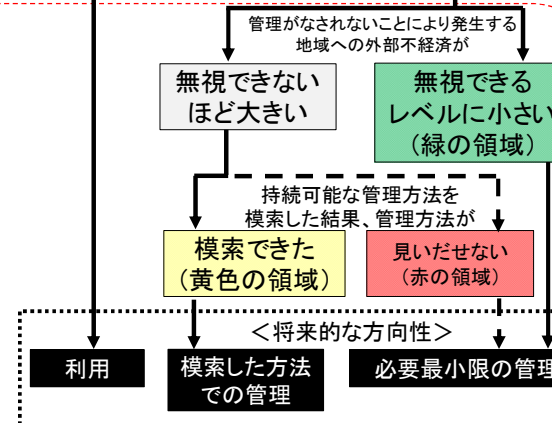 管理がなされないことにより発生する
地域への外部不経済が
無視できない
ほど大きい
無視できる
レベルに小さい
（緑の領域）
持続可能な管理方法を
模索した結果、管理方法が
模索できた
（黄色の領域）
見いだせない
（赤の領域）
＜将来的な方向性＞
利用
模索した方法
での管理
必要最小限の管理